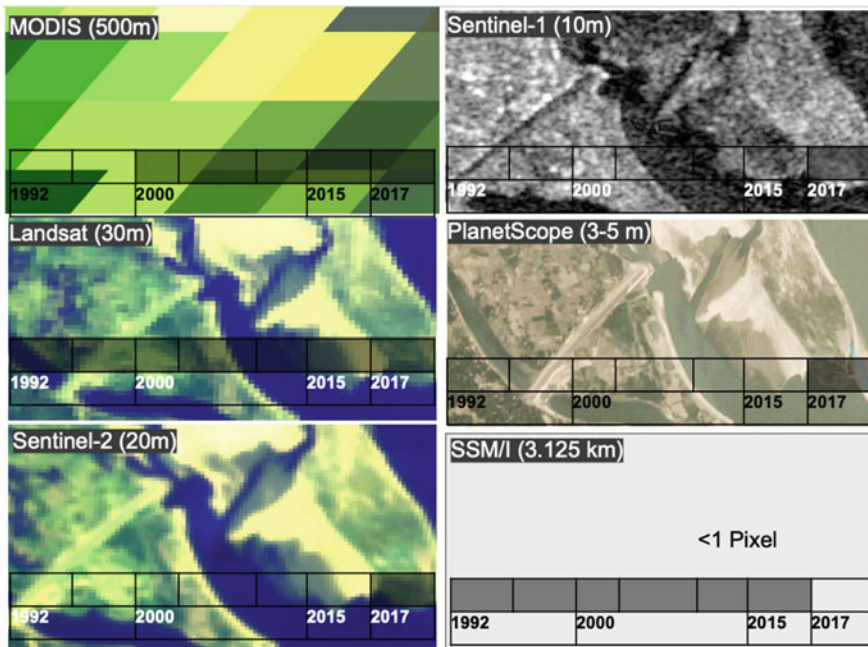 MODIS (500m)
1992 2000 2015 2017
Sentinel-1 (10m)
1992 2000 2015 2017
Landsat (30m)
1992 2000 2015 2017
PlanetScope (3-5 m)
1992 2000 2015 2017
Sentinel-2 (20m)
1992 2000 2015 2017
SSM/I (3.125 km)
<1 Pixel
1992 2000 2015 2017